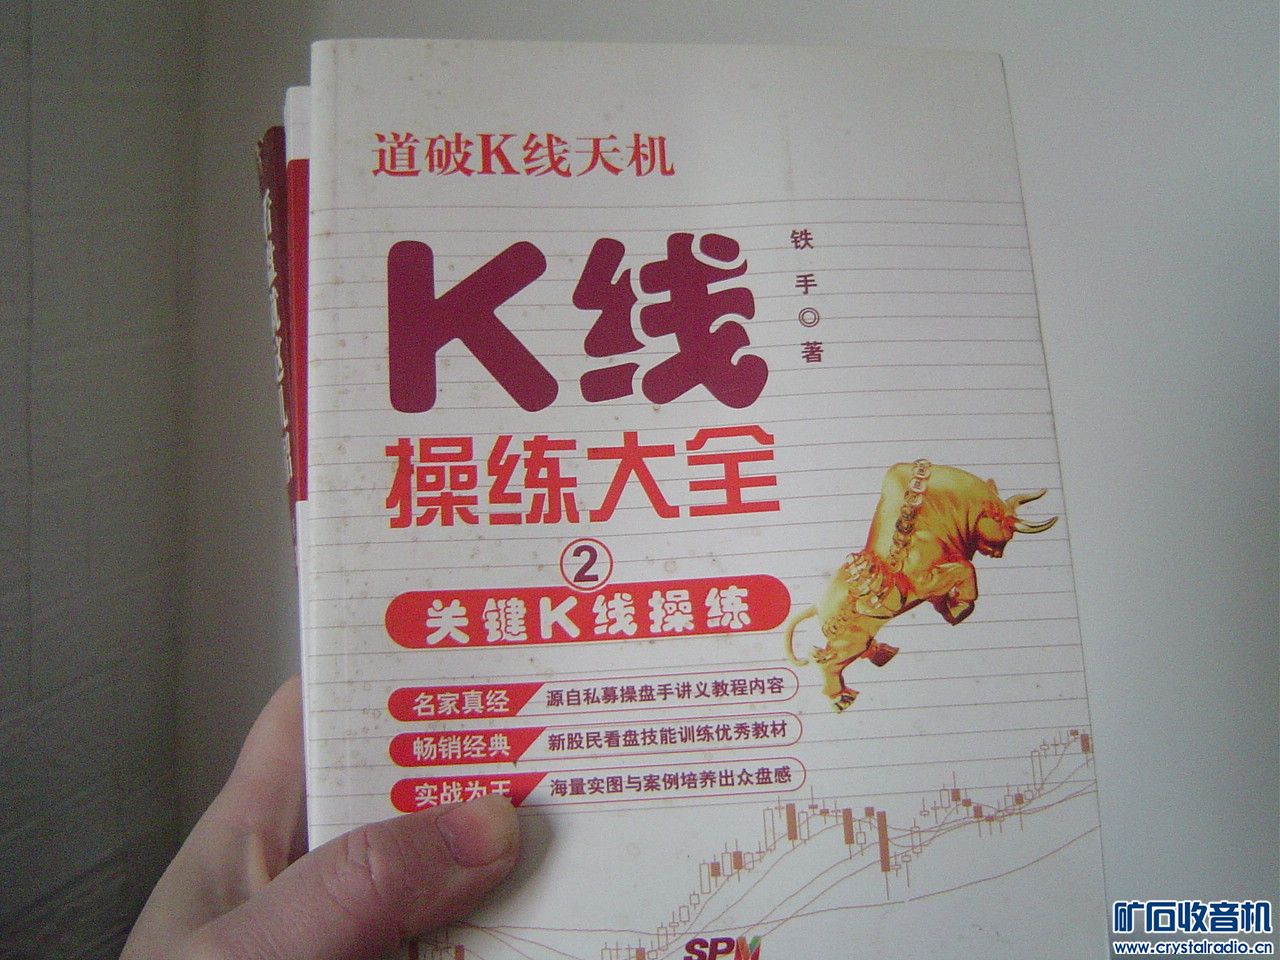 道破K线天机
铁手◎著
K线
操练大全
2
关键K线操练
名家真经 源自私募操盘手讲义教程内容
畅销经典 新股民看盘技能训练优秀教材
实战为王 海量实图与案例培养出众盘感
SPM
矿石收音机
www.crystalradio.cn